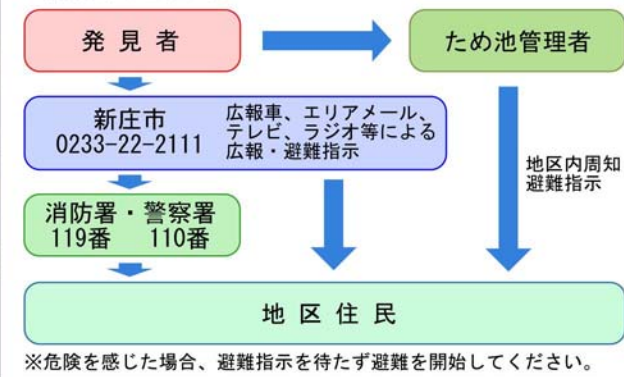 発見者
ため池管理者
新庄市
0233-22-2111
広報車、エリアメール、
テレビ、ラジオ等による
広報・避難指示
地区内周知
避難指示
消防署・警察署
119番 110番
地区住民
※危険を感じた場合、避難指示を待たず避難を開始してください。